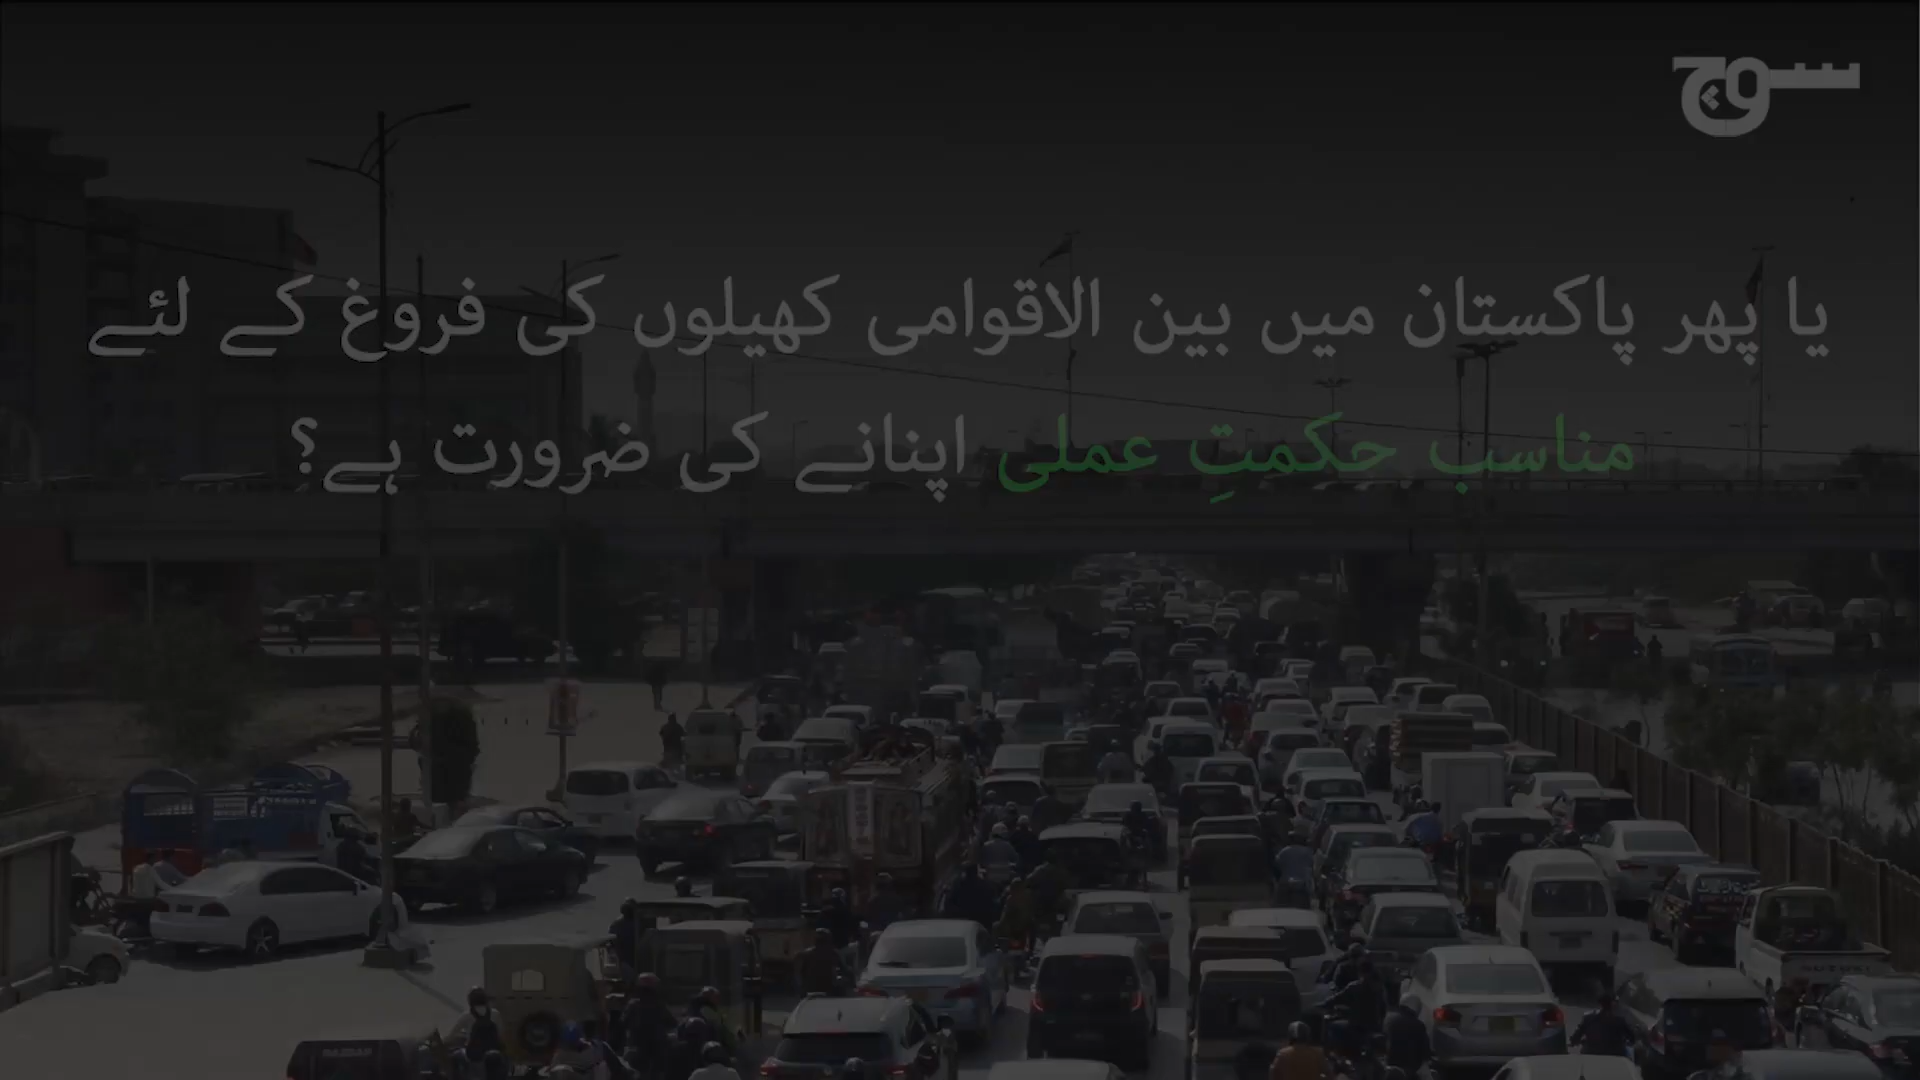 سوچ
یا پھر پاکستان میں بین الاقوامی کھیلوں کی فروغ کے لئے
مناسب حکمتِ عملی اپنانے کی ضرورت ہے؟